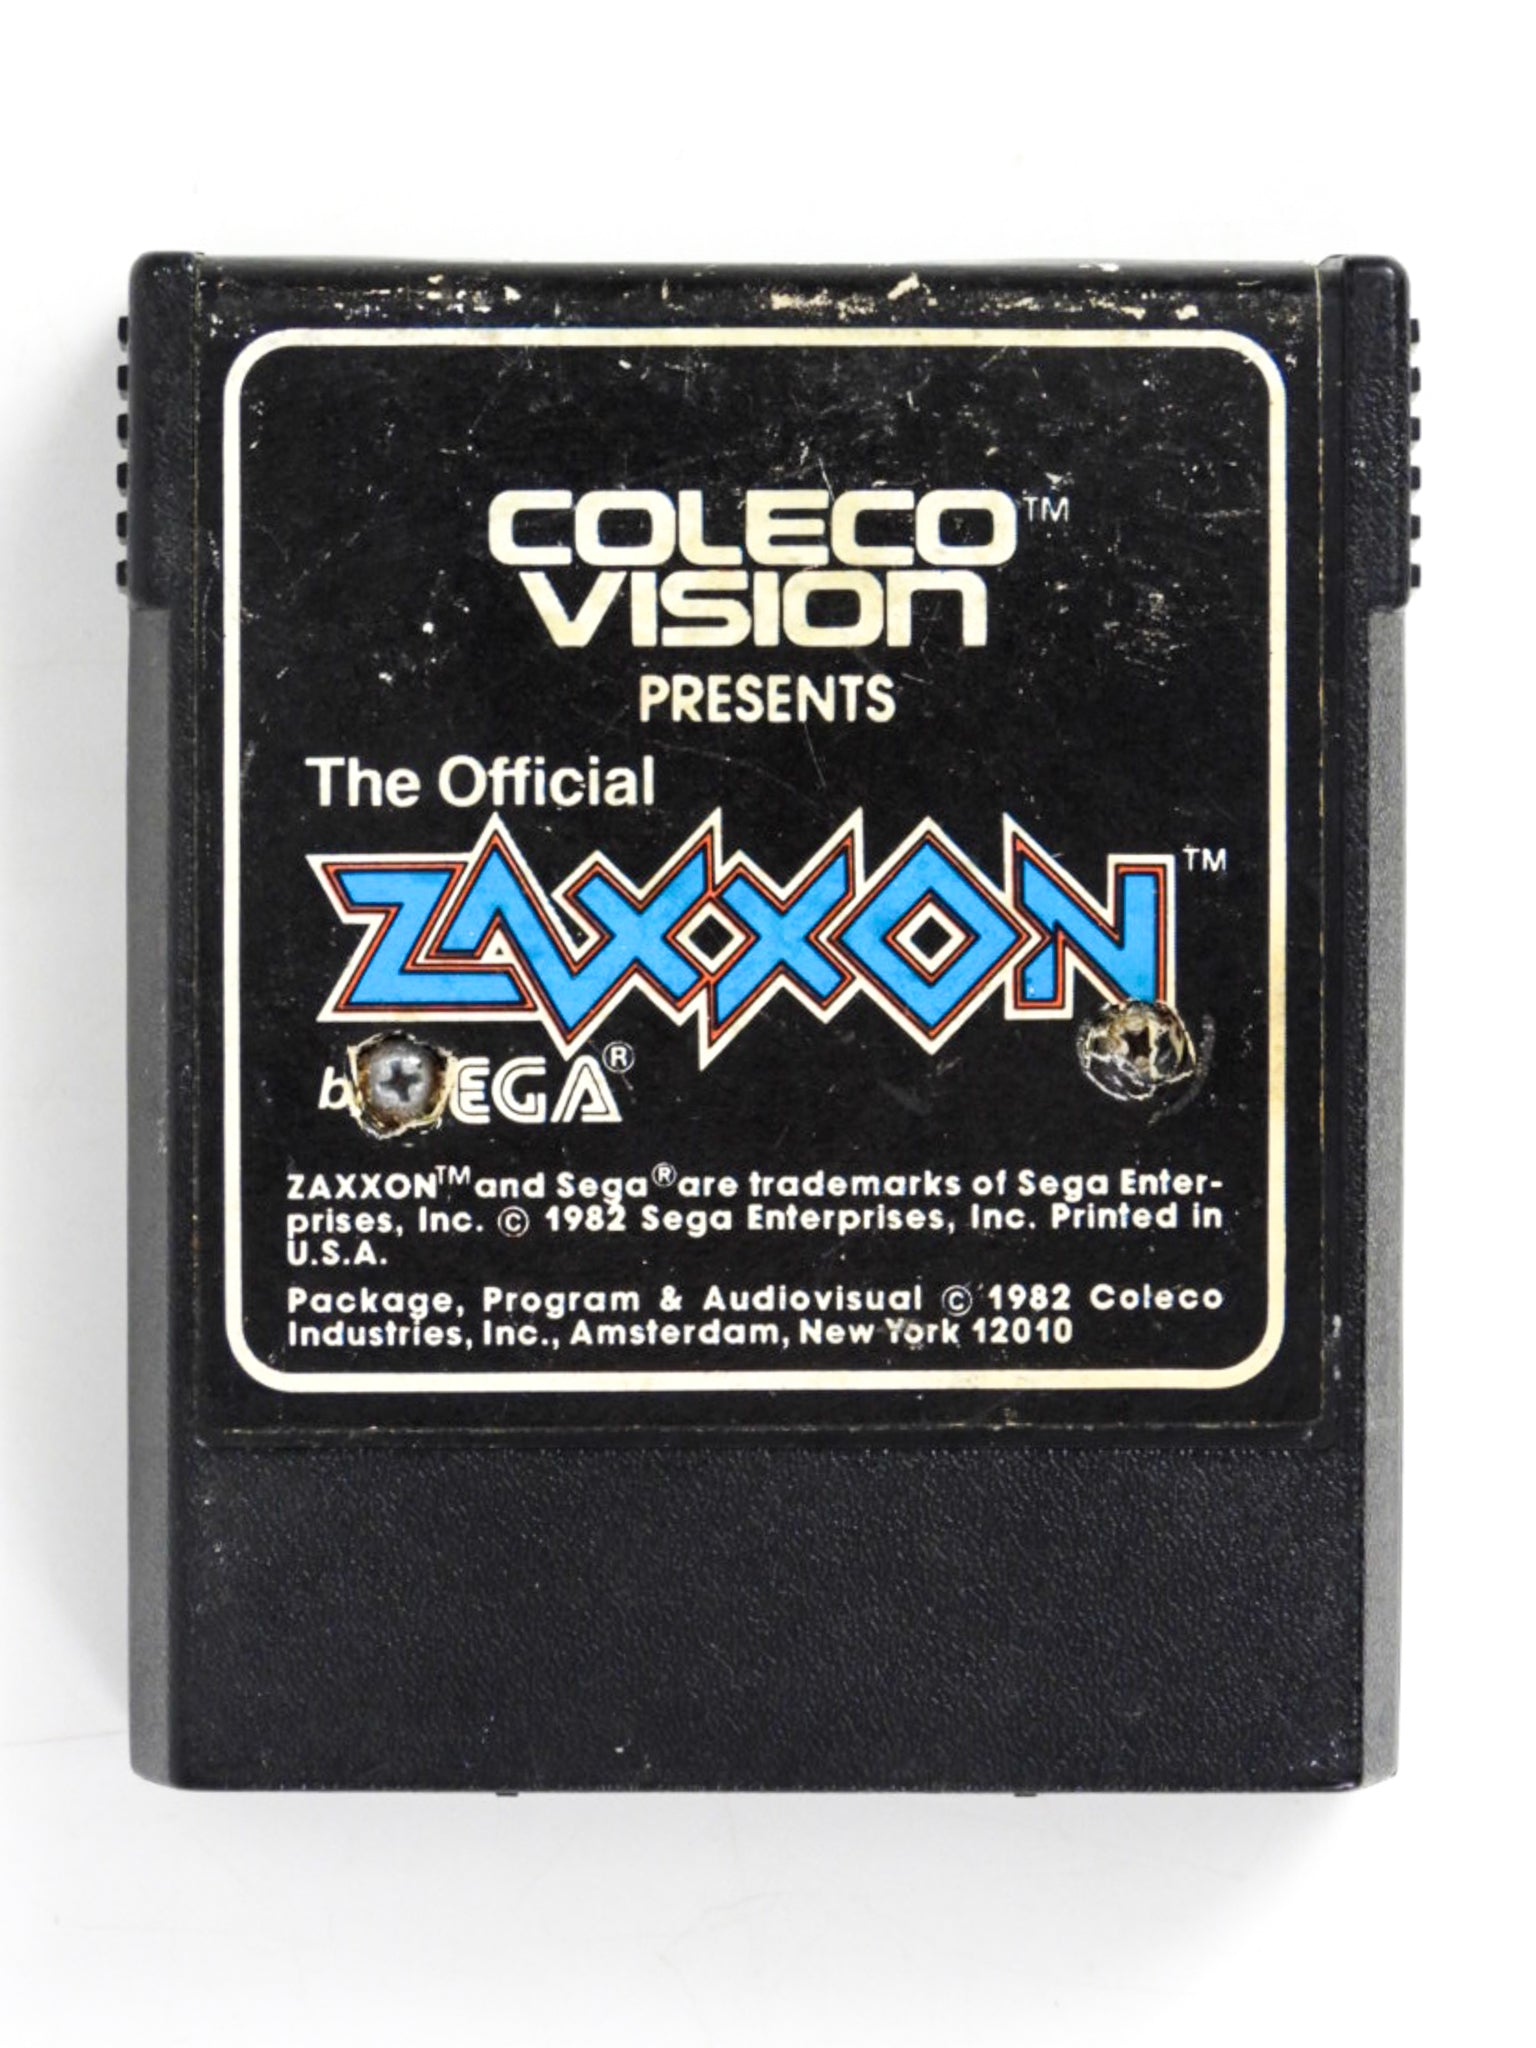 COLECO™
VISION
PRESENTS
The Official
ZAXXON™
EGA®
ZAXXON™ and Sega® are trademarks of Sega Enter-
prises, Inc. © 1982 Sega Enterprises, Inc. Printed in
U.S.A.
Package, Program & Audiovisual © 1982 Coleco
Industries, Inc., Amsterdam, New York 12010